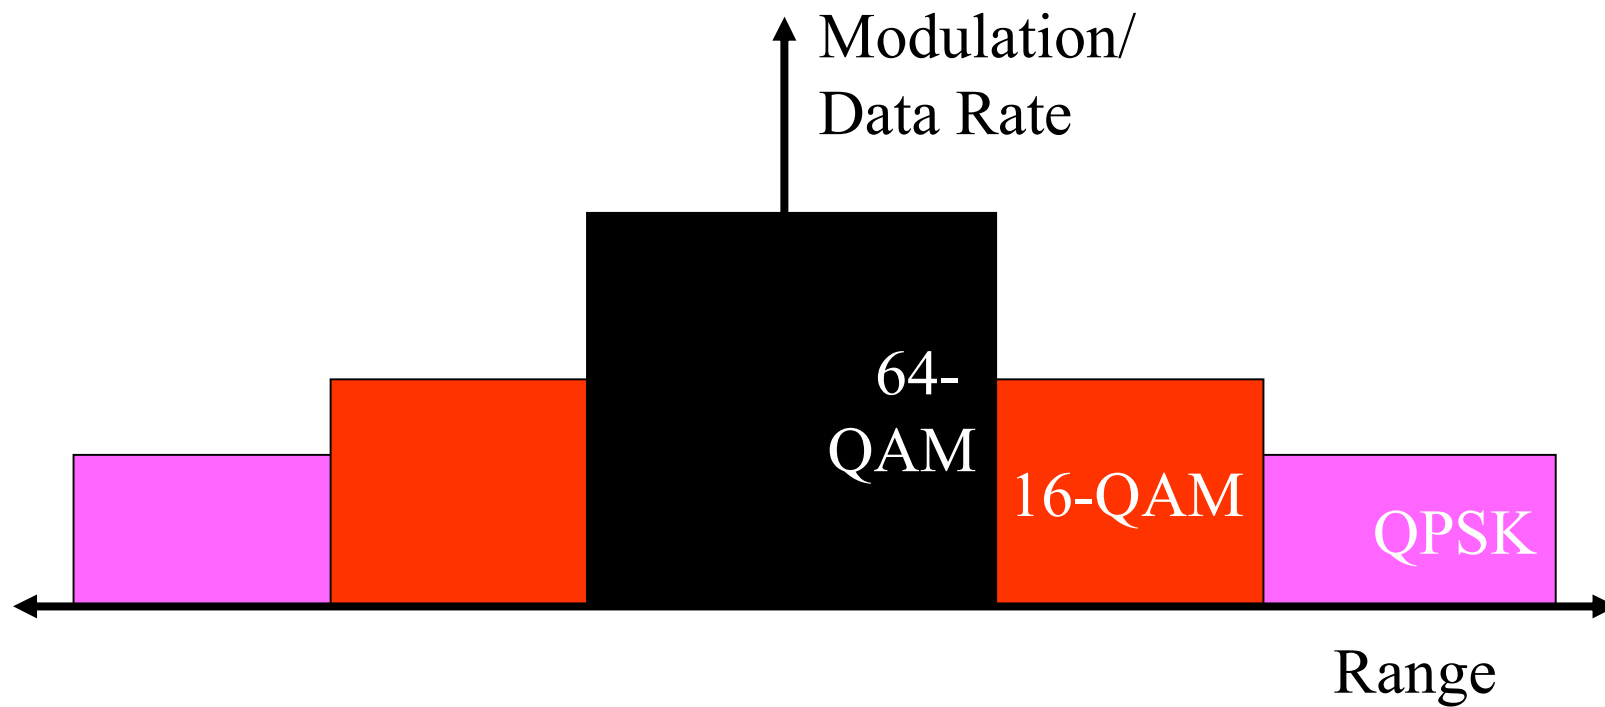 Modulation/
Data Rate
64-
QAM
16-QAM
QPSK
Range